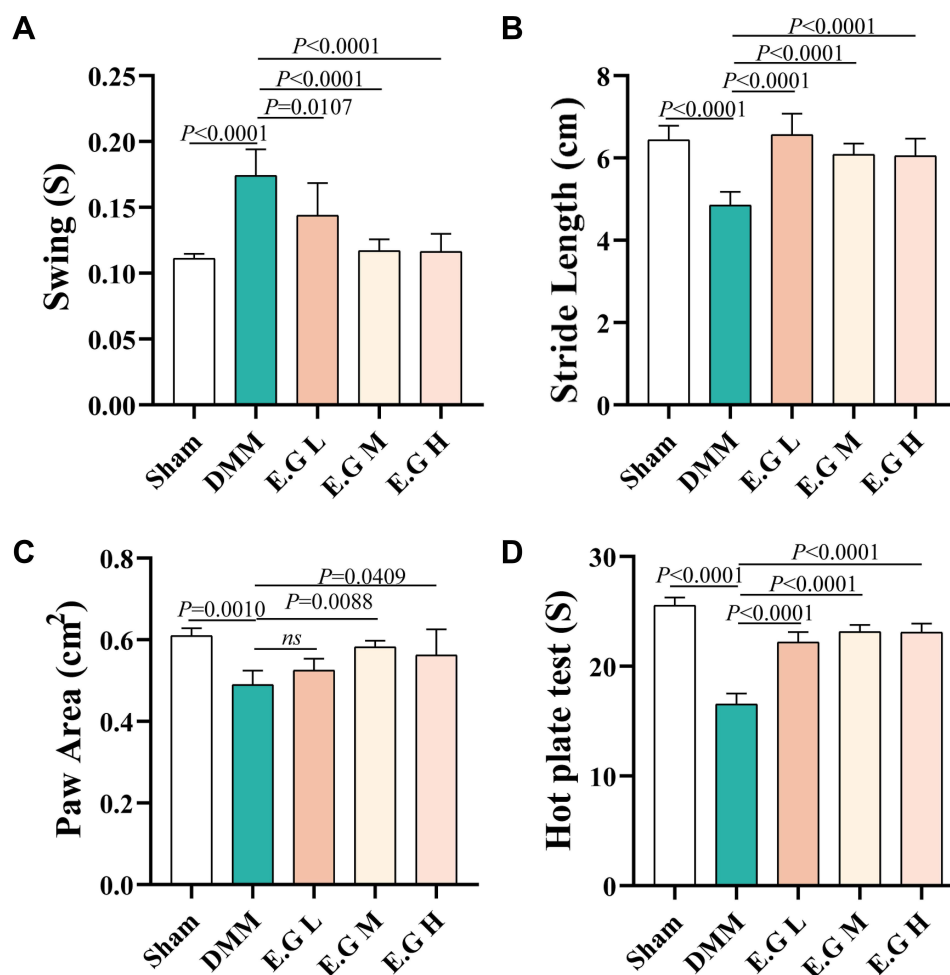 A
P<0.0001
P<0.0001
P=0.0107
P<0.0001
Swing (S)
0.25
0.20
0.15
0.10
0.05
0.00
Sham
DMM
E.G L
E.G M
E.G H
B
P<0.0001
P<0.0001
P<0.0001
P<0.0001
Stride Length (cm)
8
6
4
2
0
Sham
DMM
E.G L
E.G M
E.G H
C
P=0.0409
P=0.0088
P=0.0010
ns
Paw Area (cm²)
0.8
0.6
0.4
0.2
0.0
Sham
DMM
E.G L
E.G M
E.G H
D
P<0.0001
P<0.0001
P<0.0001
P<0.0001
Hot plate test (S)
30
20
10
0
Sham
DMM
E.G L
E.G M
E.G H